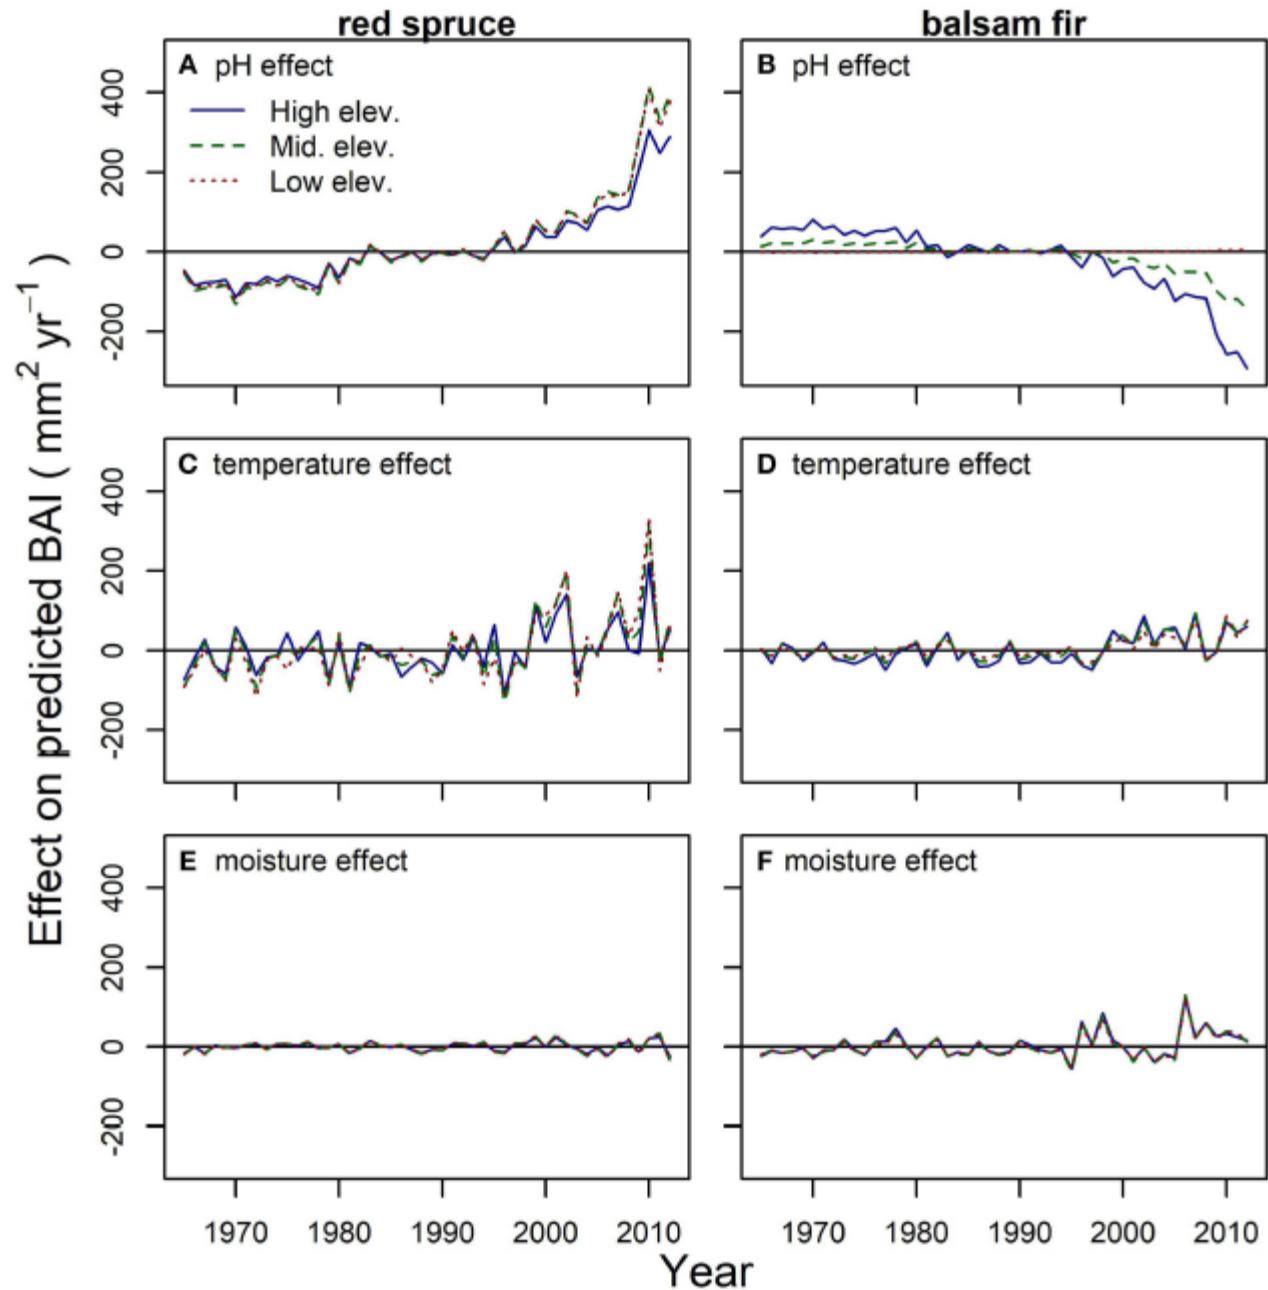 red spruce
balsam fir
A pH effect
High elev.
Mid. elev.
Low elev.
B pH effect
400
200
0
-200
C temperature effect
D temperature effect
400
200
0
-200
E moisture effect
F moisture effect
400
200
0
-200
Effect on predicted BAI ( mm² yr⁻¹ )
1970 1980 1990 2000 2010
1970 1980 1990 2000 2010
Year